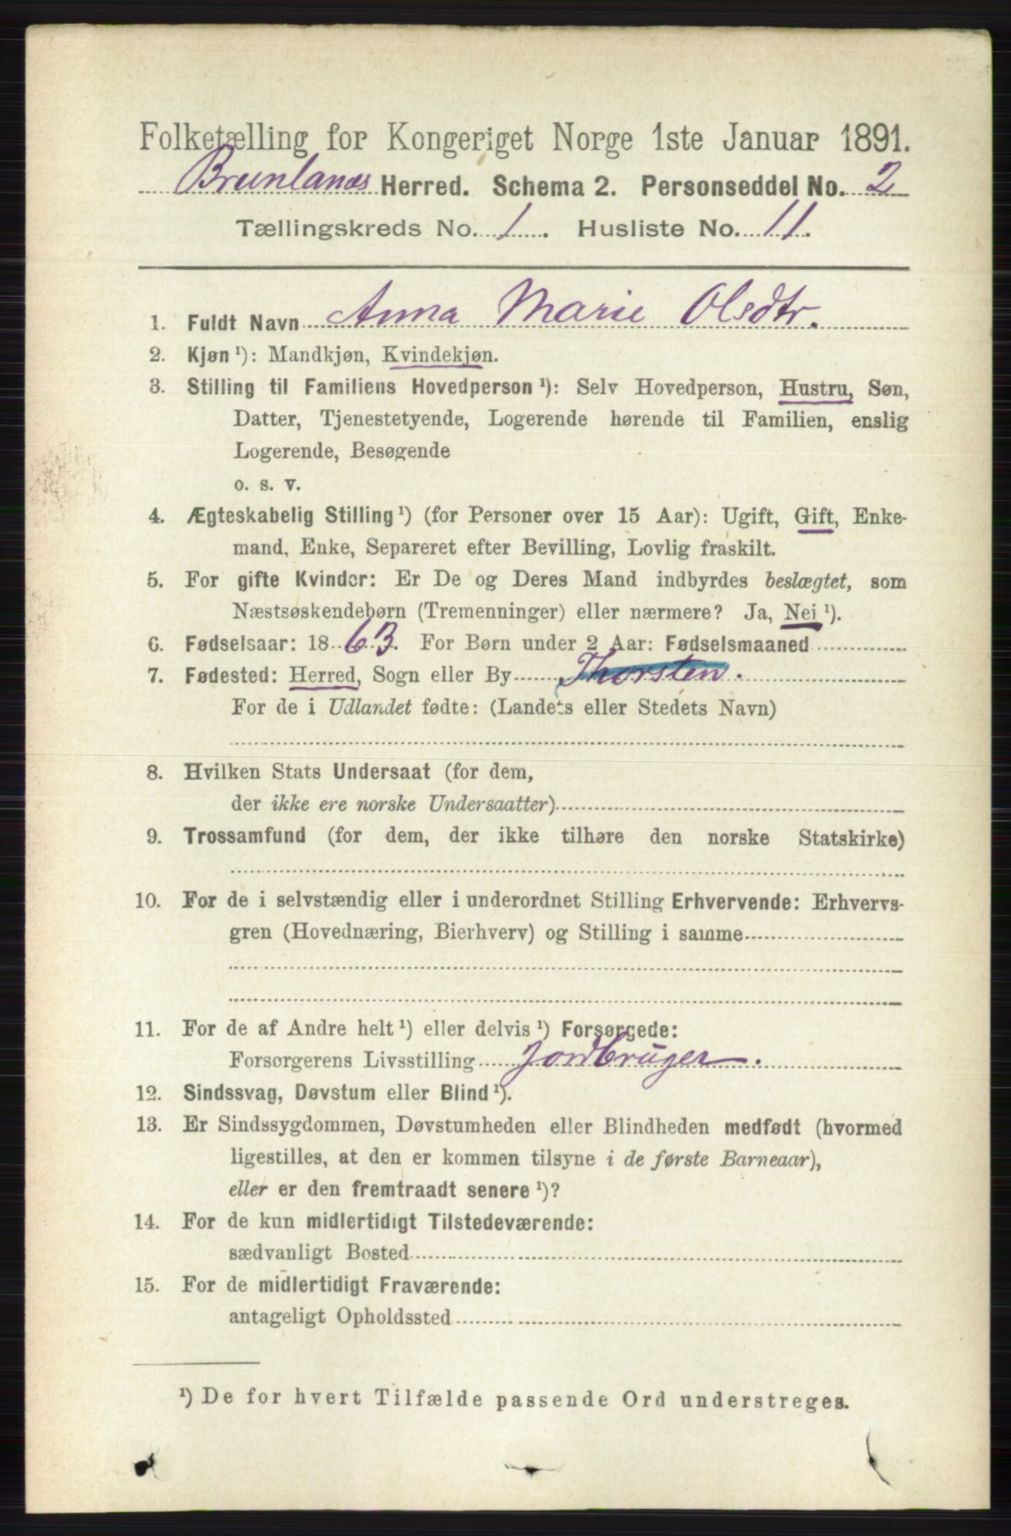 Folketælling for Kongeriget Norge 1ste Januar 1891.
Brunlanæs Herred. Schema 2. Personseddel No. 2
Tællingskreds No. 1. Husliste No. 11.
1. Fuldt Navn Anna Marie Olsdtr.
2. Kjøn ¹): Mandkjøn, Kvindekjøn.
3. Stilling til Familiens Hovedperson ¹): Selv Hovedperson, Hustru, Søn,
Datter, Tjenestetyende, Logerende hørende til Familien, enslig
Logerende, Besøgende
o. s. v.
4. Ægteskabelig Stilling ¹) (for Personer over 15 Aar): Ugift, Gift, Enke-
mand, Enke, Separeret efter Bevilling, Lovlig fraskilt.
5. For gifte Kvinder: Er De og Deres Mand indbyrdes beslægtet, som
Næstsøskendebørn (Tremenninger) eller nærmere? Ja, Nei ¹).
6. Fødselsaar: 1863. For Børn under 2 Aar: Fødselsmaaned
7. Fødested: Herred, Sogn eller By Thorsten.
For de i Udlandet fødte: (Landets eller Stedets Navn)
8. Hvilken Stats Undersaat (for dem,
der ikke ere norske Undersaatter)
9. Trossamfund (for dem, der ikke tilhøre den norske Statskirke)
10. For de i selvstændig eller i underordnet Stilling Erhvervende: Erhvervs-
gren (Hovednæring, Bierhverv) og Stilling i samme
11. For de af Andre helt ¹) eller delvis ¹) Forsørgede:
Forsørgerens Livsstilling Jordbruger.
12. Sindssvag, Døvstum eller Blind ¹).
13. Er Sindssygdommen, Døvstumheden eller Blindheden medfødt (hvormed
ligestilles, at den er kommen tilsyne i de første Barneaar),
eller er den fremtraadt senere ¹)?
14. For de kun midlertidigt Tilstedeværende:
sædvanligt Bosted
15. For de midlertidigt Fraværende:
antageligt Opholdssted
¹) De for hvert Tilfælde passende Ord understreges.